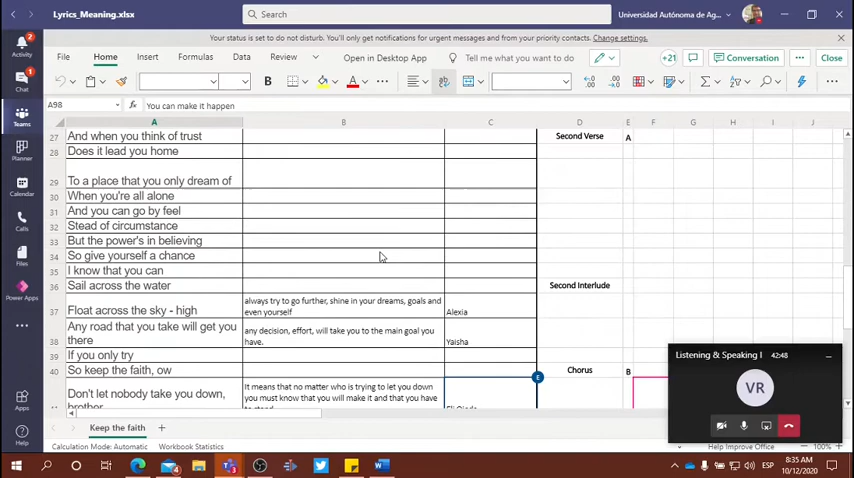 Lyrics_Meaning.xlsx
Search
Universidad Autónoma de Ag...
Your status is set to do not disturb. You'll only get notifications for urgent messages and from your priority contacts. Change settings.
Activity
Chat
Teams
Planner
Calendar
Calls
Files
Power Apps
Apps
Help
File Home Insert Formulas Data Review Open in Desktop App Tell me what you want to do +21 Conversation Close
A98 fx You can make it happen
A B C D E F G H I J
27 And when you think of trust Second Verse A
28 Does it lead you home
29 To a place that you only dream of
30 When you're all alone
31 And you can go by feel
32 Stead of circumstance
33 But the power's in believing
34 So give yourself a chance
35 I know that you can
36 Sail across the water Second Interlude
always try to go further, shine in your dreams, goals and
37 Float across the sky - high even yourself Alexia
Any road that you take will get you any decision, effort, will take you to the main goal you
38 there have. Yaisha
39 If you only try
40 So keep the faith, ow Chorus B
Don't let nobody take you down, It means that no matter who is trying to let you down
brother you must know that you will make it and that you have
E
Listening & Speaking I 42:48
VR
Keep the faith
Calculation Mode: Automatic Workbook Statistics Help Improve Office 100%
ESP
8:35 AM
10/12/2020